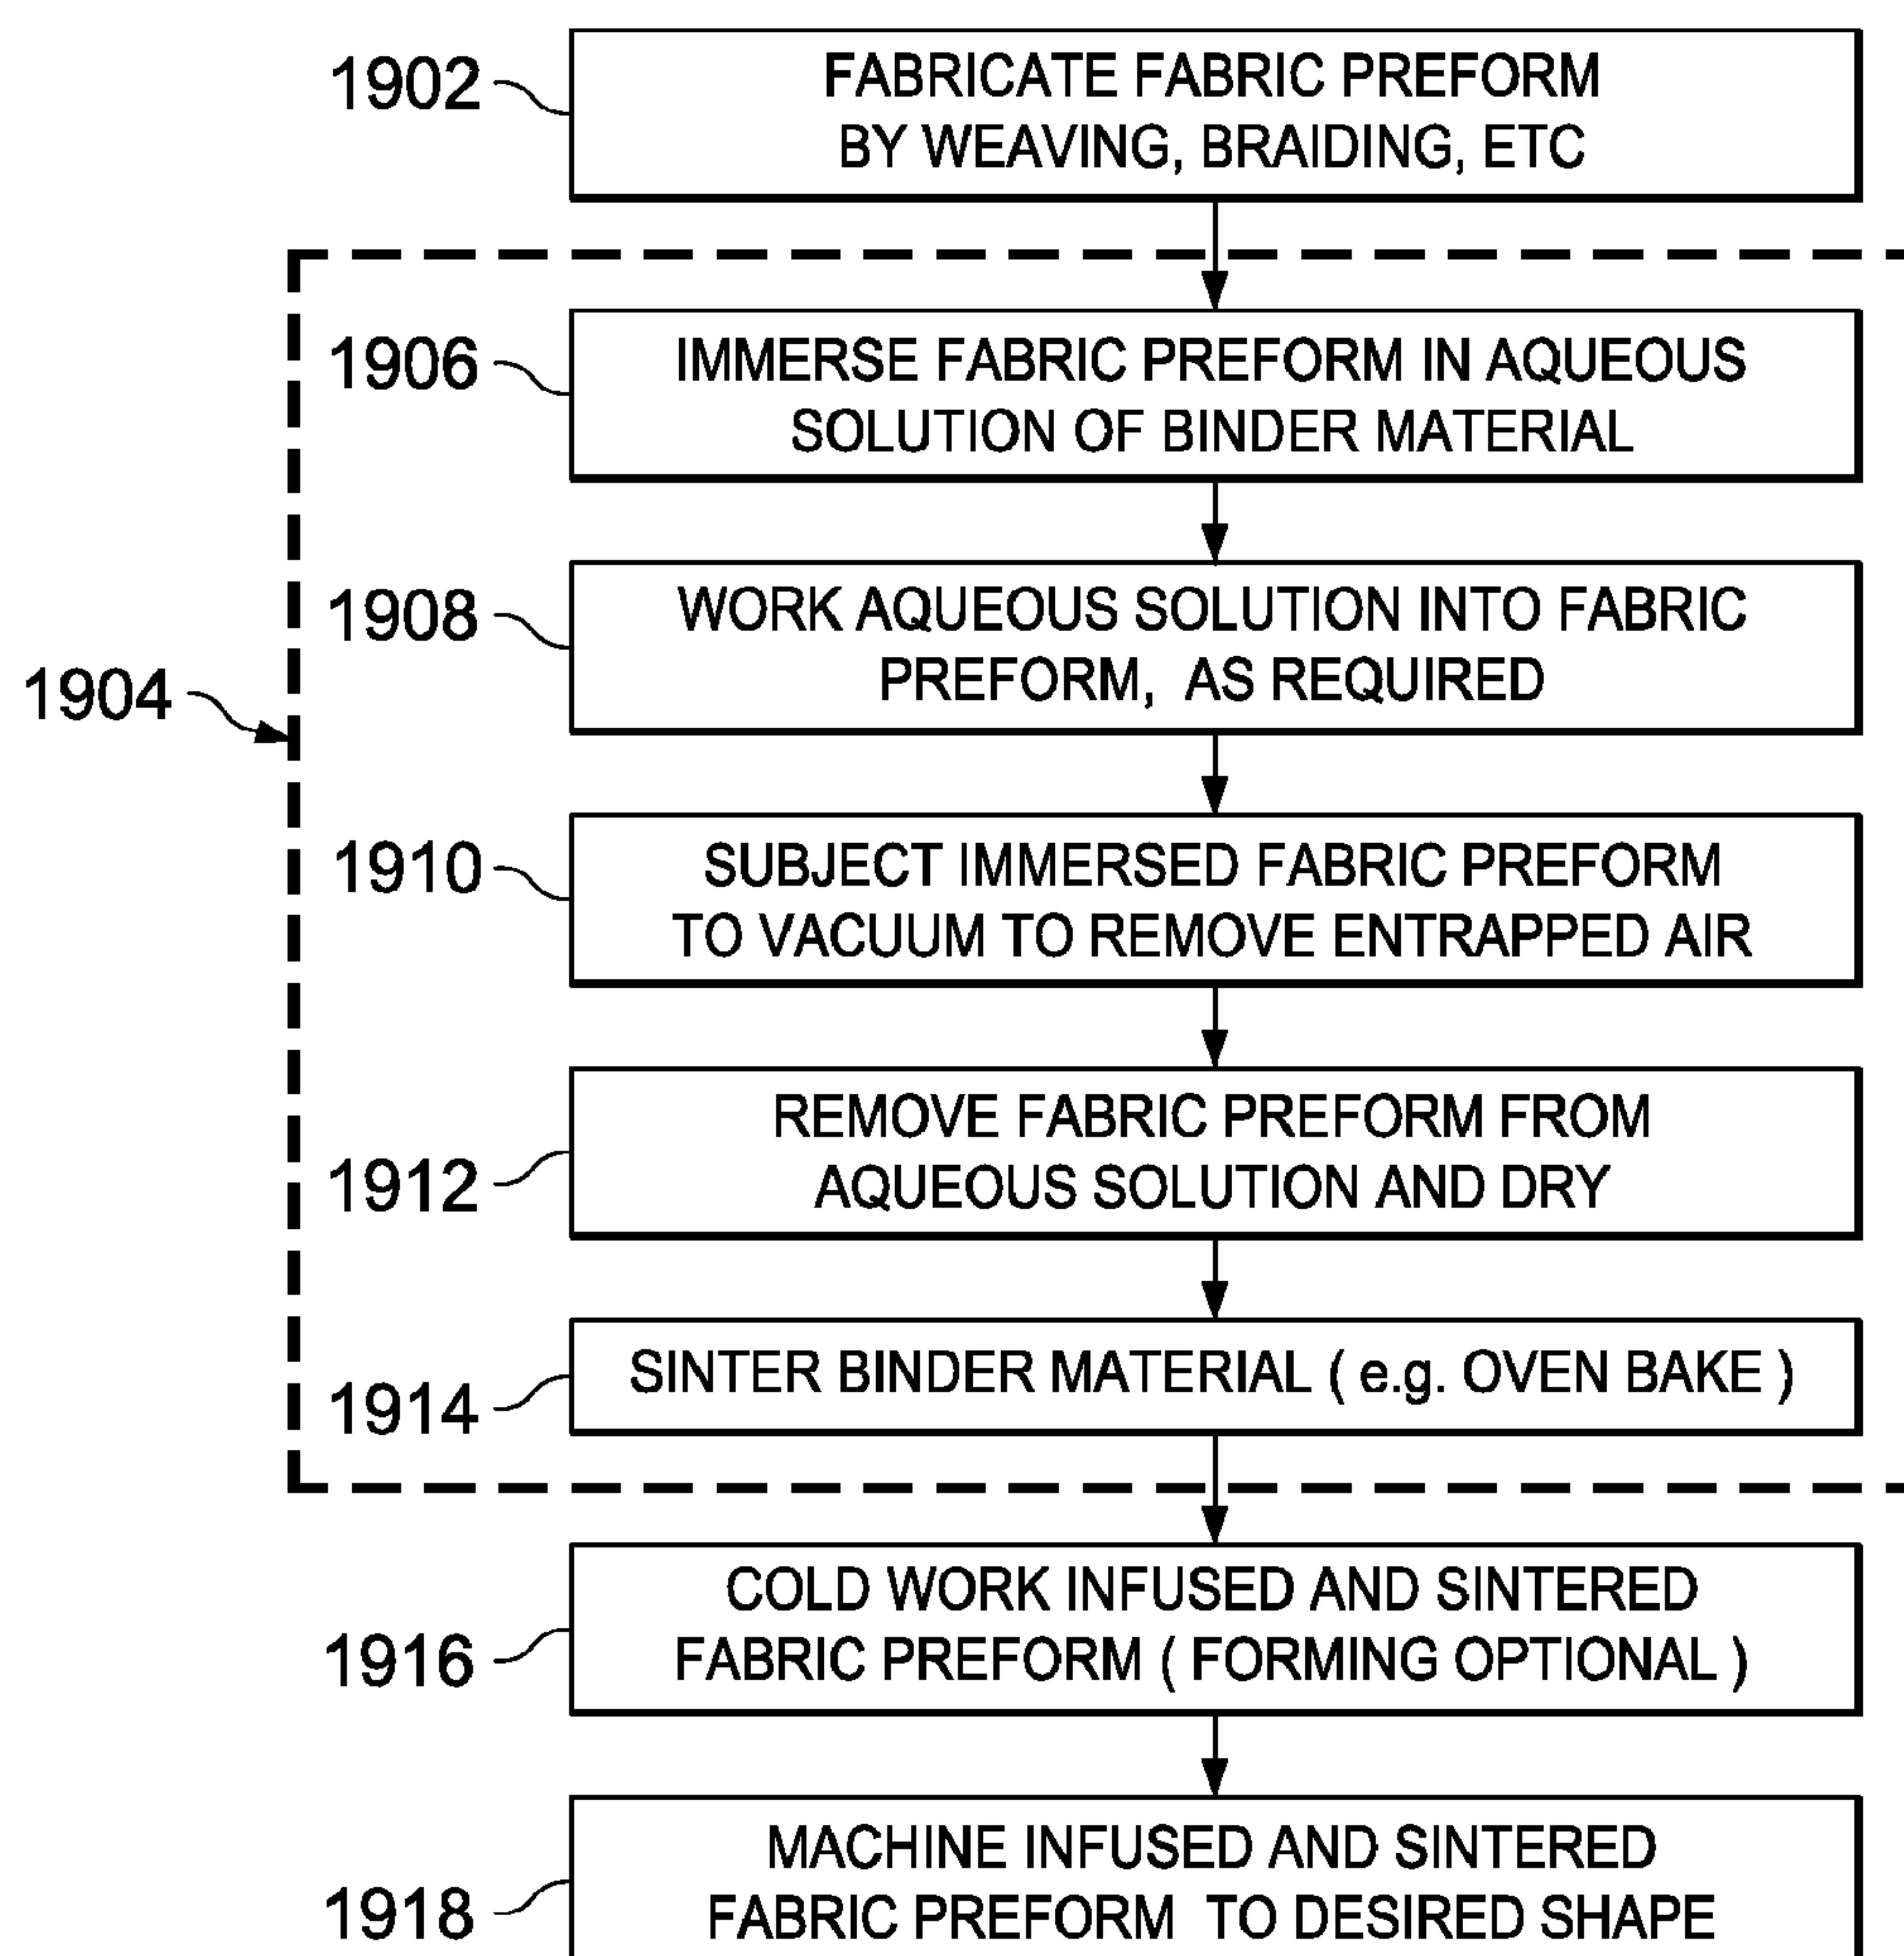 1902
FABRICATE FABRIC PREFORM
BY WEAVING, BRAIDING, ETC
1906
IMMERSE FABRIC PREFORM IN AQUEOUS
SOLUTION OF BINDER MATERIAL
1908
WORK AQUEOUS SOLUTION INTO FABRIC
PREFORM, AS REQUIRED
1904
1910
SUBJECT IMMERSED FABRIC PREFORM
TO VACUUM TO REMOVE ENTRAPPED AIR
1912
REMOVE FABRIC PREFORM FROM
AQUEOUS SOLUTION AND DRY
1914
SINTER BINDER MATERIAL ( e.g. OVEN BAKE )
1916
COLD WORK INFUSED AND SINTERED
FABRIC PREFORM ( FORMING OPTIONAL )
1918
MACHINE INFUSED AND SINTERED
FABRIC PREFORM TO DESIRED SHAPE